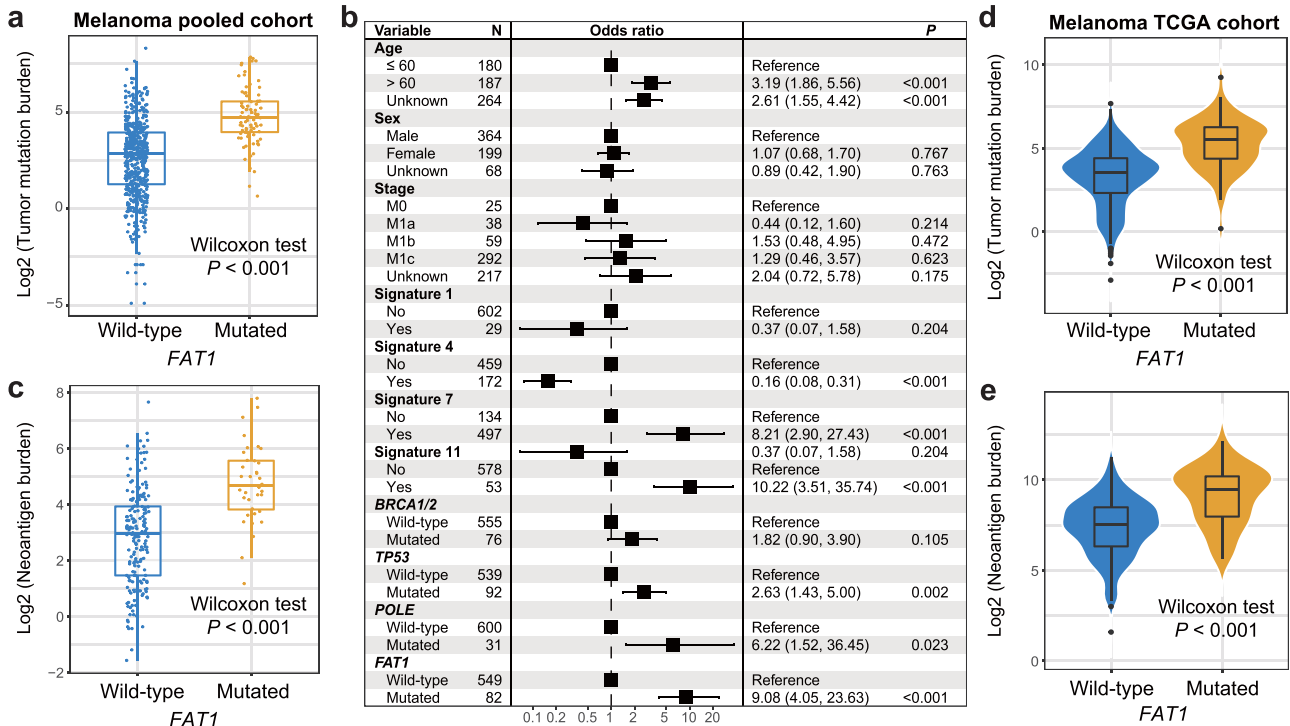 a
Melanoma pooled cohort
Log2 (Tumor mutation burden)
5
0
−5
Wilcoxon test
P < 0.001
Wild-type Mutated
FAT1
b
Variable N Odds ratio P
Age
≤ 60 180 Reference
> 60 187 3.19 (1.86, 5.56) <0.001
Unknown 264 2.61 (1.55, 4.42) <0.001
Sex
Male 364 Reference
Female 199 1.07 (0.68, 1.70) 0.767
Unknown 68 0.89 (0.42, 1.90) 0.763
Stage
M0 25 Reference
M1a 38 0.44 (0.12, 1.60) 0.214
M1b 59 1.53 (0.48, 4.95) 0.472
M1c 292 1.29 (0.46, 3.57) 0.623
Unknown 217 2.04 (0.72, 5.78) 0.175
Signature 1
No 602 Reference
Yes 29 0.37 (0.07, 1.58) 0.204
Signature 4
No 459 Reference
Yes 172 0.16 (0.08, 0.31) <0.001
Signature 7
No 134 Reference
Yes 497 8.21 (2.90, 27.43) <0.001
Signature 11 0.37 (0.07, 1.58) 0.204
No 578 Reference
Yes 53 10.22 (3.51, 35.74) <0.001
BRCA1/2
Wild-type 555 Reference
Mutated 76 1.82 (0.90, 3.90) 0.105
TP53
Wild-type 539 Reference
Mutated 92 2.63 (1.43, 5.00) 0.002
POLE
Wild-type 600 Reference
Mutated 31 6.22 (1.52, 36.45) 0.023
FAT1
Wild-type 549 Reference
Mutated 82 9.08 (4.05, 23.63) <0.001
0.1 0.2 0.5 1 2 5 10 20
c
Log2 (Neoantigen burden)
8
6
4
2
0
−2
Wilcoxon test
P < 0.001
Wild-type Mutated
FAT1
d
Melanoma TCGA cohort
Log2 (Tumor mutation burden)
10
5
0
Wilcoxon test
P < 0.001
Wild-type Mutated
FAT1
e
Log2 (Neoantigen burden)
10
5
0
Wilcoxon test
P < 0.001
Wild-type Mutated
FAT1